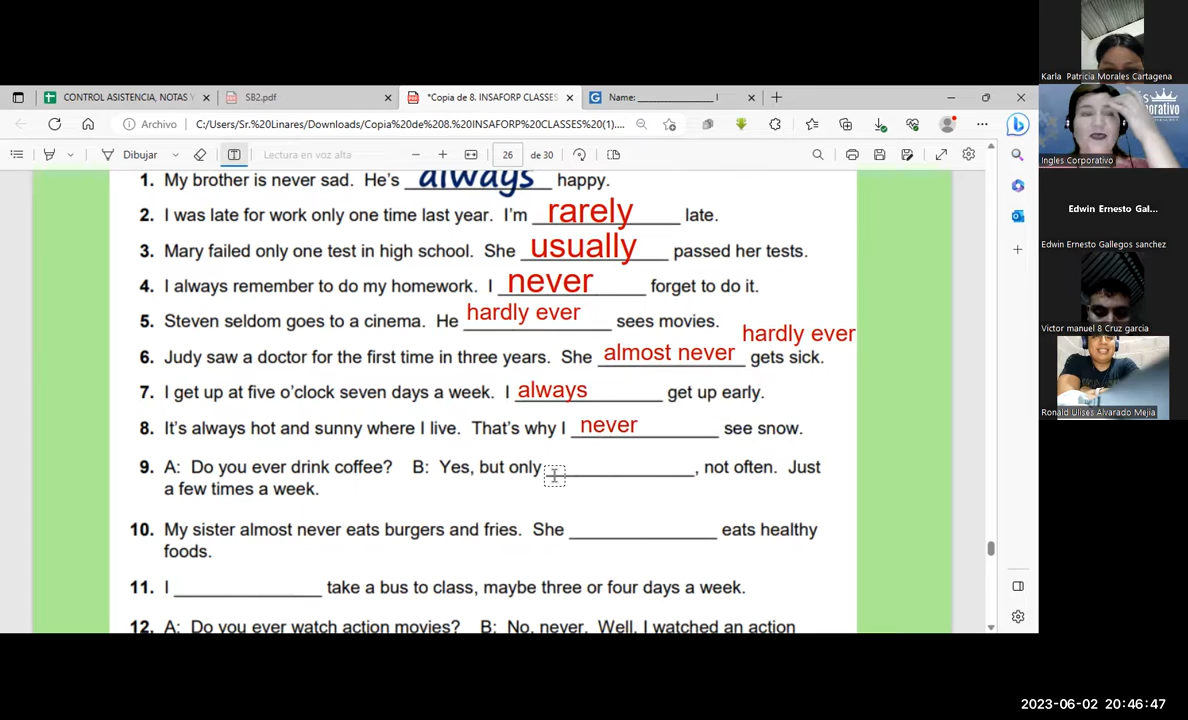 CONTROL ASISTENCIA, NOTAS Y
SB2.pdf
*Copia de 8. INSAFORP CLASSES
Name: ________________ I
Archivo
C:/Users/Sr.%20Linares/Downloads/Copia%20de%208.%20INSAFORP%20CLASSES%20(1)....
Dibujar
Lectura en voz alta
26 de 30
1. My brother is never sad. He's always happy.
2. I was late for work only one time last year. I'm rarely late.
3. Mary failed only one test in high school. She usually passed her tests.
4. I always remember to do my homework. I never forget to do it.
5. Steven seldom goes to a cinema. He hardly ever sees movies.
hardly ever
6. Judy saw a doctor for the first time in three years. She almost never gets sick.
7. I get up at five o'clock seven days a week. I always get up early.
8. It's always hot and sunny where I live. That's why I never see snow.
9. A: Do you ever drink coffee? B: Yes, but only ________________, not often. Just
a few times a week.
10. My sister almost never eats burgers and fries. She ________________ eats healthy
foods.
11. I ________________ take a bus to class, maybe three or four days a week.
12. A: Do you ever watch action movies? B: No, never. Well, I watched an action
Karla Patricia Morales Cartagena
Ingles Corporativo
Edwin Ernesto Gal...
Edwin Ernesto Gallegos sanchez
Victor manuel 8 Cruz garcia
Ronald Ulises Alvarado Mejia
2023-06-02 20:46:47